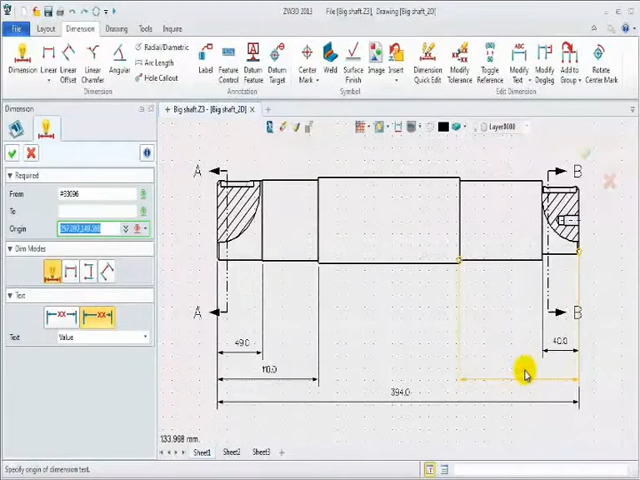 ZW3D 2013 File [Big shaft.Z3], Drawing [Big shaft_2D]
File Layout Dimension Drawing Tools Inquire
Dimension Linear Linear Offset Linear Chamfer Angular Radial/Diametric Arc Length Hole Callout Label Feature Control Datum Feature Datum Target Center Mark Weld Surface Finish Image Insert Dimension Quick Edit Modify Tolerance Toggle Reference Modify Text Modify Dogleg Add to Group Rotate Center Mark
Dimension Annotation Symbol Edit Dimension
Dimension
Big shaft.Z3 - [Big shaft_2D]
Layer0000
Required
From #33096
To
Origin
Dim Modes
Text
Text Value
A A
B B
49.0
110.0
40.0
394.0
133.968 mm.
Sheet1 Sheet2 Sheet3
Specify origin of dimension text.